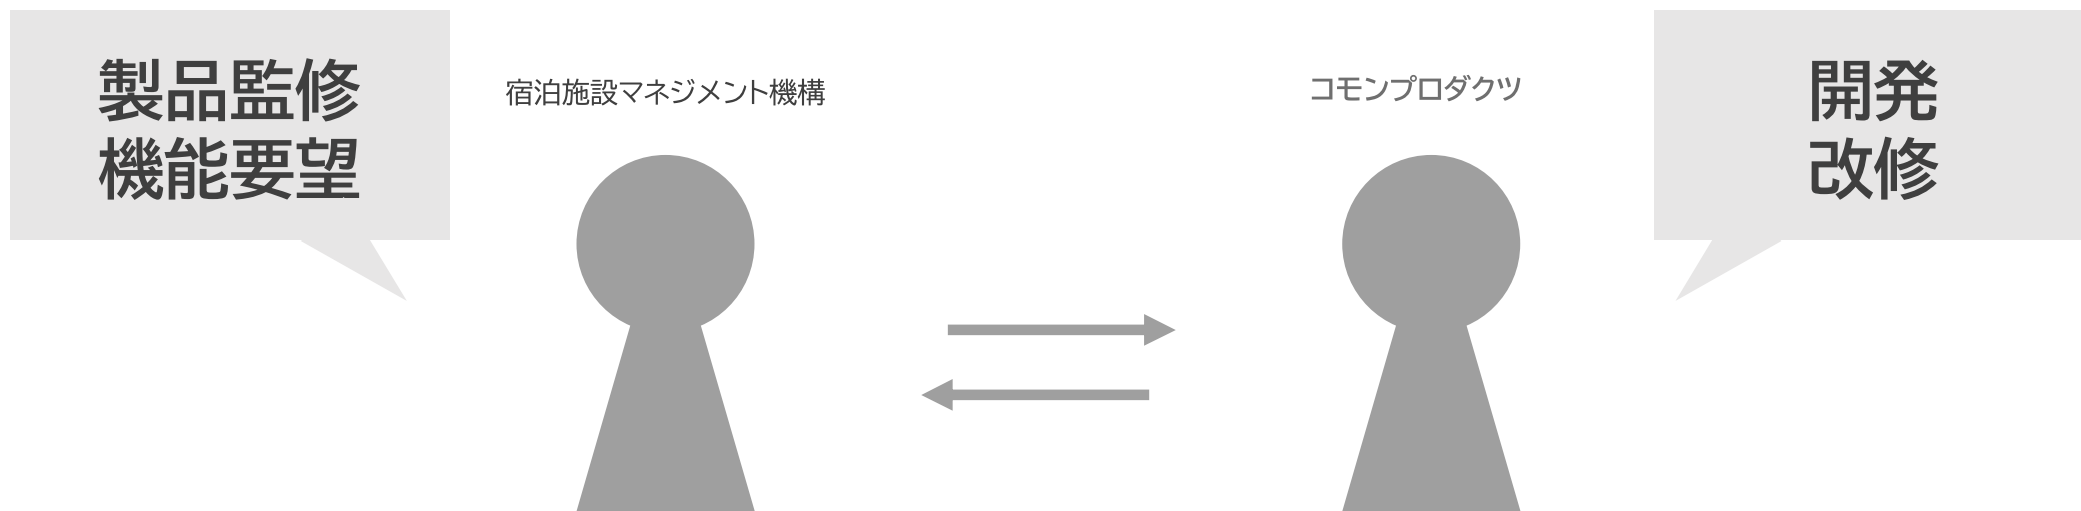 製品監修
機能要望
宿泊施設マネジメント機構
コモンプロダクツ
開発
改修